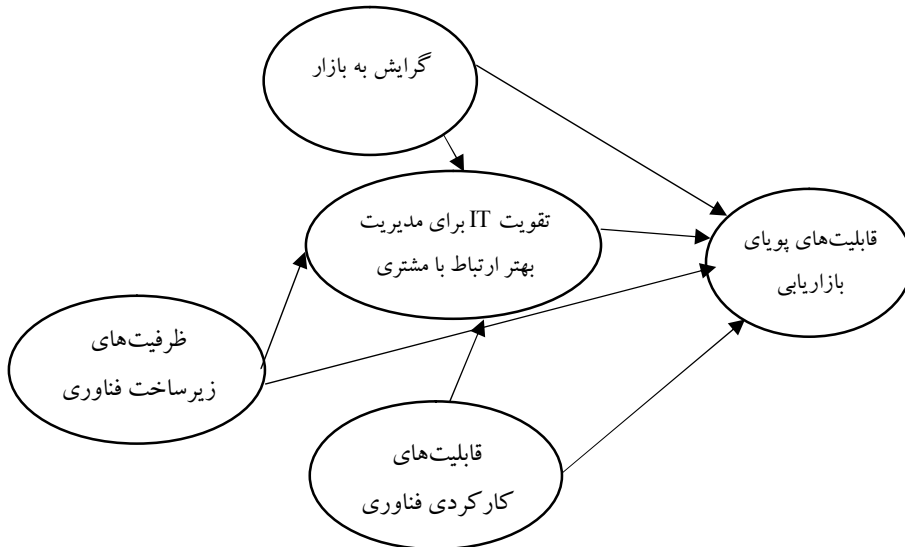 گرایش به بازار
تقویت IT برای مدیریت
بهتر ارتباط با مشتری
قابلیت‌های پویای
بازاریابی
ظرفیت‌های
زیرساخت فناوری
قابلیت‌های
کارکردی فناوری